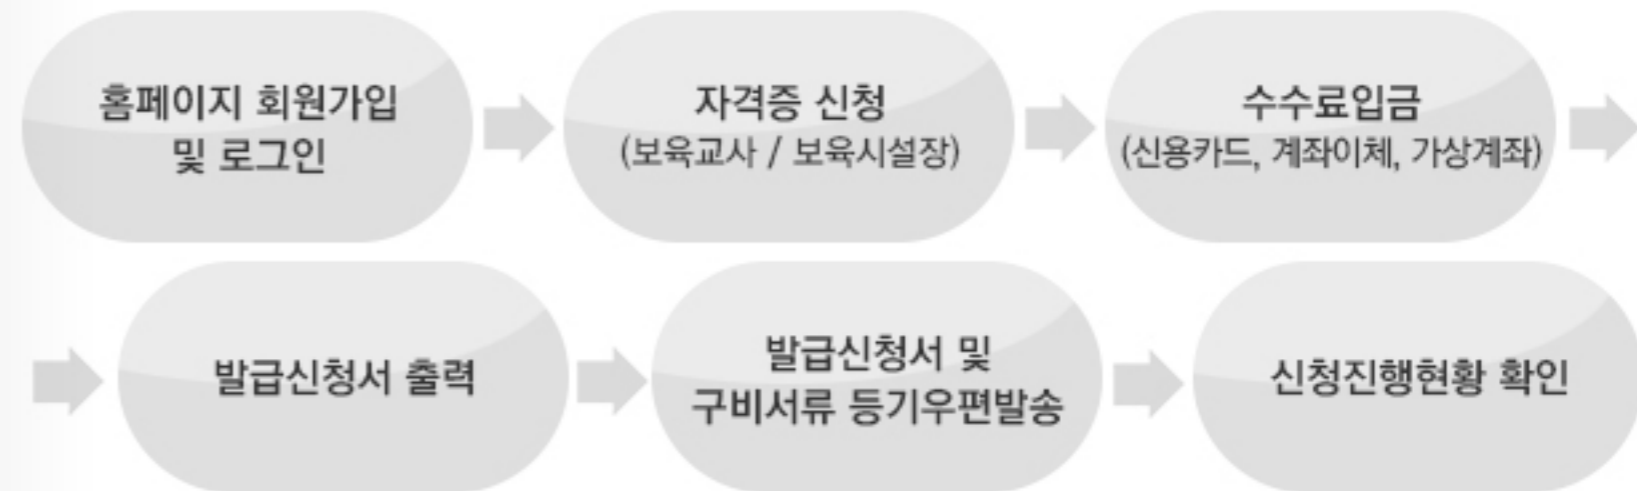 홈페이지 회원가입
및 로그인
자격증 신청
(보육교사 / 보육시설장)
수수료입금
(신용카드, 계좌이체, 가상계좌)
발급신청서 출력
발급신청서 및
구비서류 등기우편발송
신청진행현황 확인